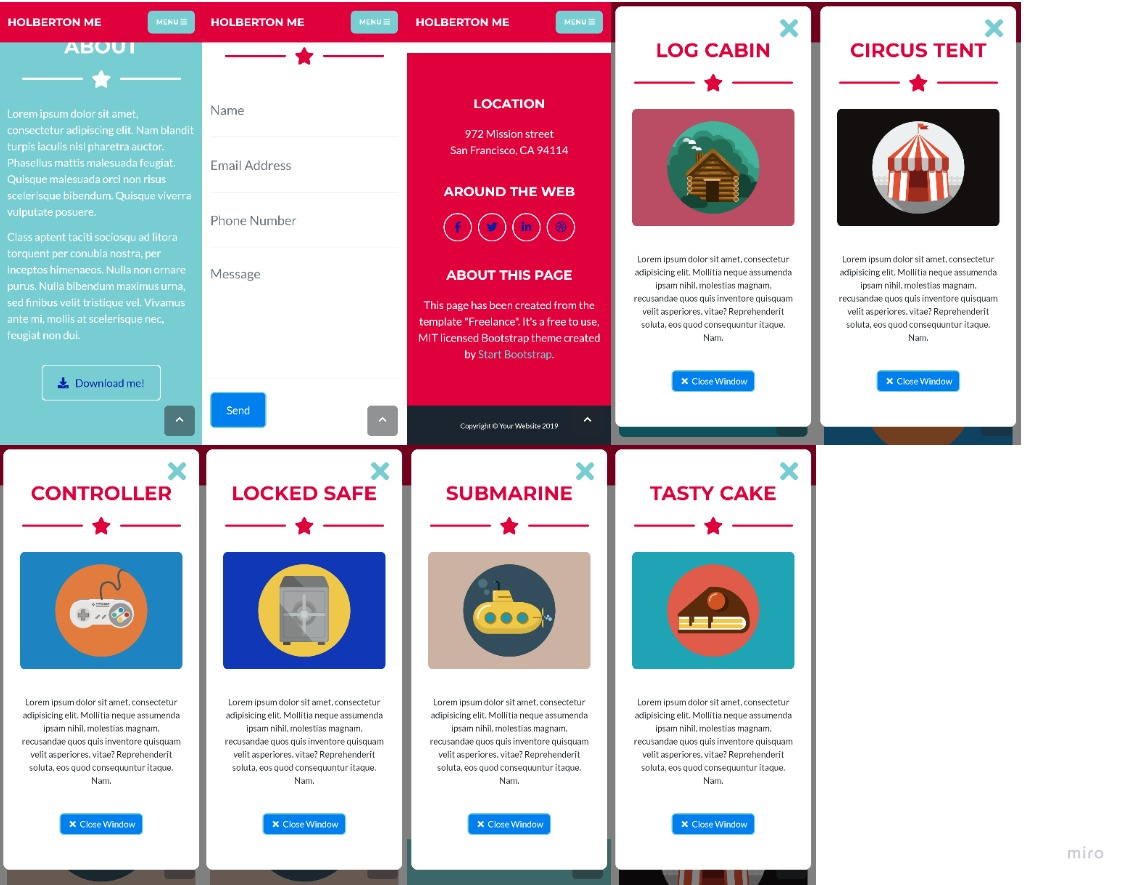 HOLBERTON ME
MENU
ABOUT
Lorem ipsum dolor sit amet,
consectetur adipiscing elit. Nam blandit
turpis iaculis nisl pharetra auctor.
Phasellus mattis malesuada feugiat.
Quisque malesuada orci non risus
scelerisque bibendum. Quisque viverra
vulputate posuere.
Class aptent taciti sociosqu ad litora
torquent per conubia nostra, per
inceptos himenaeos. Nulla non ornare
purus. Nulla bibendum maximus urna,
sed finibus velit tristique vel. Vivamus
ante mi, mollis at scelerisque nec,
feugiat non dui.
Download me!
HOLBERTON ME
MENU
Name
Email Address
Phone Number
Message
Send
HOLBERTON ME
MENU
LOCATION
972 Mission street
San Francisco, CA 94114
AROUND THE WEB
ABOUT THIS PAGE
This page has been created from the
template "Freelance". It's a free to use,
MIT licensed Bootstrap theme created
by Start Bootstrap.
Copyright © Your Website 2019
LOG CABIN
Lorem ipsum dolor sit amet, consectetur
adipisicing elit. Mollitia neque assumenda
ipsam nihil, molestias magnam,
recusandae quos quis inventore quisquam
velit asperiores, vitae? Reprehenderit
soluta, eos quod consequuntur itaque.
Nam.
Close Window
CIRCUS TENT
Lorem ipsum dolor sit amet, consectetur
adipisicing elit. Mollitia neque assumenda
ipsam nihil, molestias magnam,
recusandae quos quis inventore quisquam
velit asperiores, vitae? Reprehenderit
soluta, eos quod consequuntur itaque.
Nam.
Close Window
CONTROLLER
Lorem ipsum dolor sit amet, consectetur
adipisicing elit. Mollitia neque assumenda
ipsam nihil, molestias magnam,
recusandae quos quis inventore quisquam
velit asperiores, vitae? Reprehenderit
soluta, eos quod consequuntur itaque.
Nam.
Close Window
LOCKED SAFE
Lorem ipsum dolor sit amet, consectetur
adipisicing elit. Mollitia neque assumenda
ipsam nihil, molestias magnam,
recusandae quos quis inventore quisquam
velit asperiores, vitae? Reprehenderit
soluta, eos quod consequuntur itaque.
Nam.
Close Window
SUBMARINE
Lorem ipsum dolor sit amet, consectetur
adipisicing elit. Mollitia neque assumenda
ipsam nihil, molestias magnam,
recusandae quos quis inventore quisquam
velit asperiores, vitae? Reprehenderit
soluta, eos quod consequuntur itaque.
Nam.
Close Window
TASTY CAKE
Lorem ipsum dolor sit amet, consectetur
adipisicing elit. Mollitia neque assumenda
ipsam nihil, molestias magnam,
recusandae quos quis inventore quisquam
velit asperiores, vitae? Reprehenderit
soluta, eos quod consequuntur itaque.
Nam.
Close Window
miro